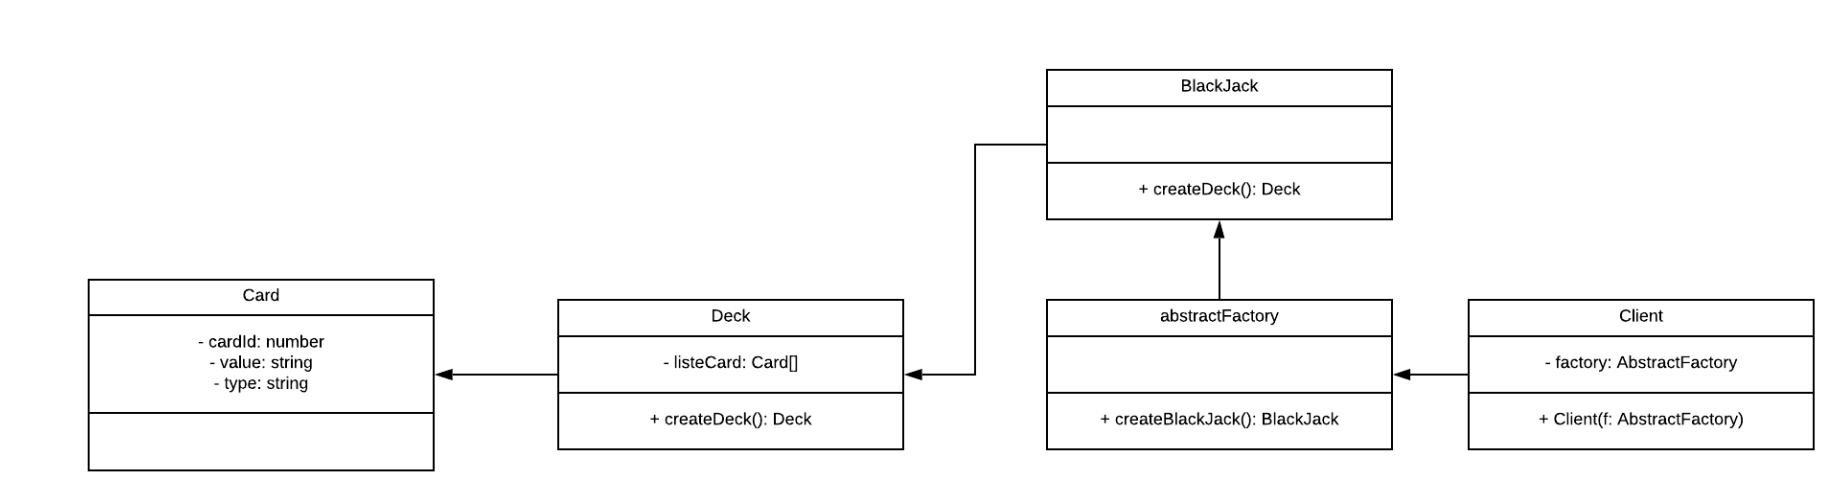 BlackJack
+ createDeck(): Deck
Card
- cardId: number
- value: string
- type: string
Deck
- listeCard: Card[]
+ createDeck(): Deck
abstractFactory
+ createBlackJack(): BlackJack
Client
- factory: AbstractFactory
+ Client(f: AbstractFactory)